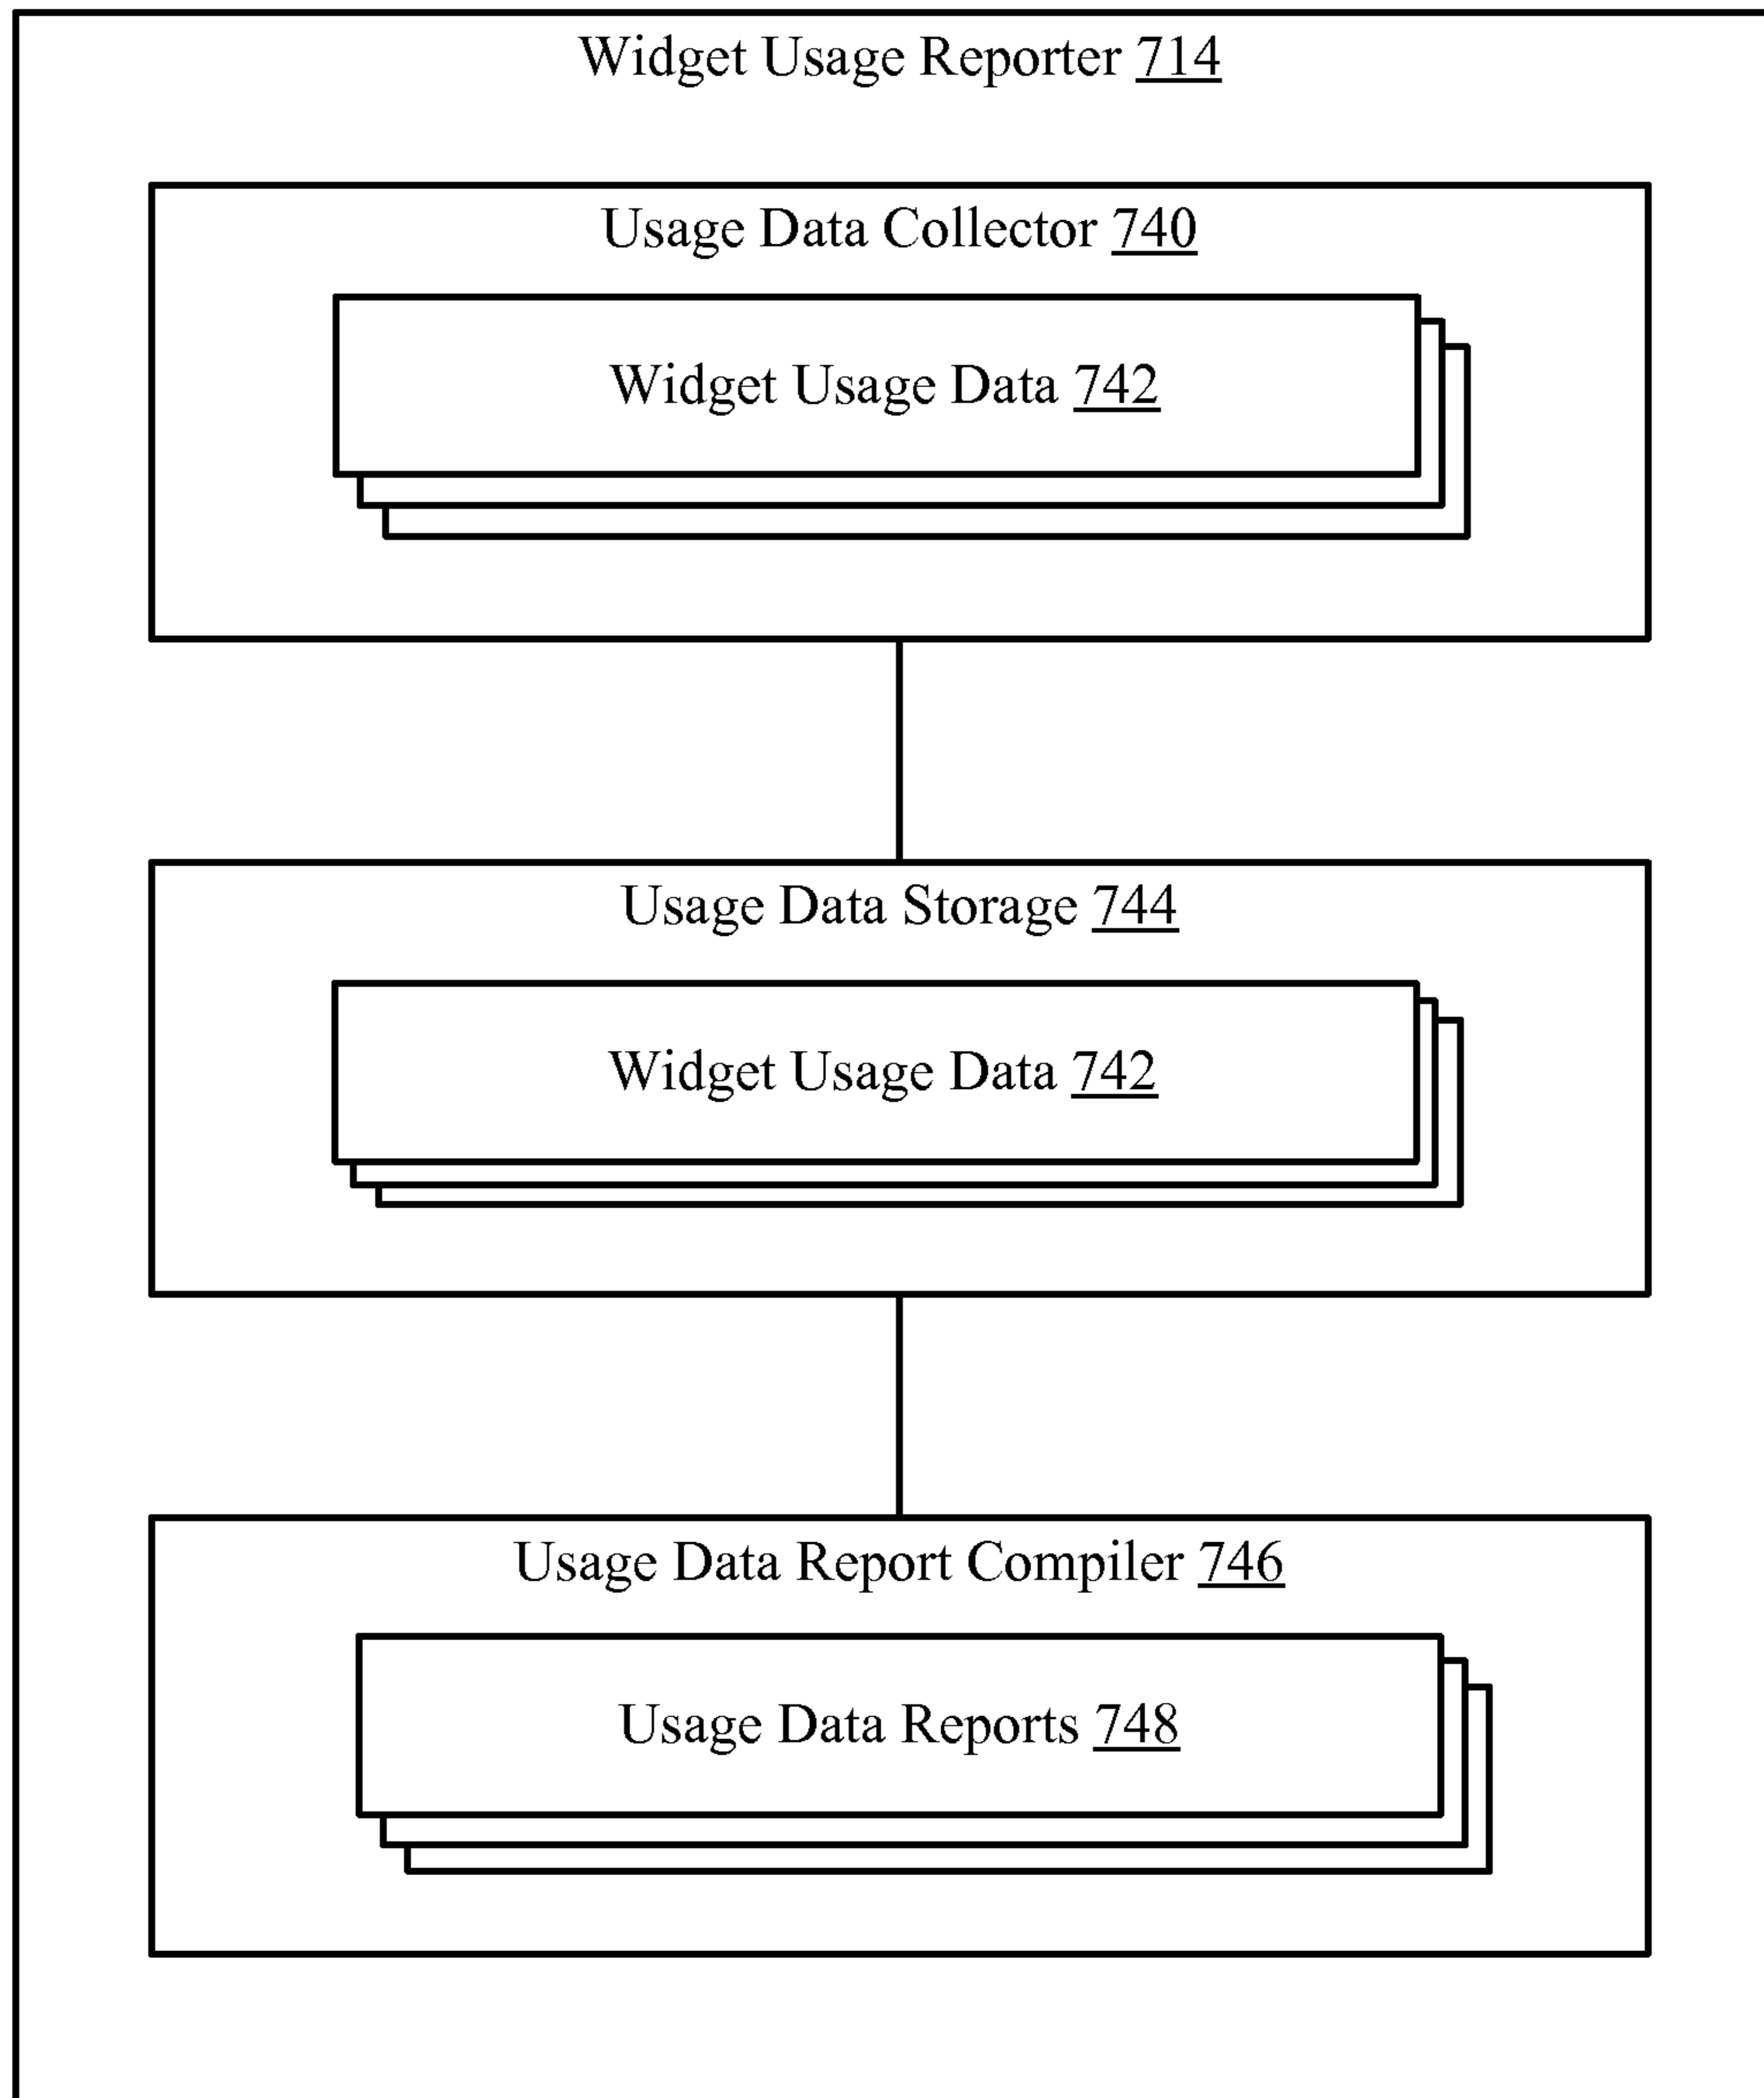 Widget Usage Reporter 714
Usage Data Collector 740
Widget Usage Data 742
Usage Data Storage 744
Widget Usage Data 742
Usage Data Report Compiler 746
Usage Data Reports 748